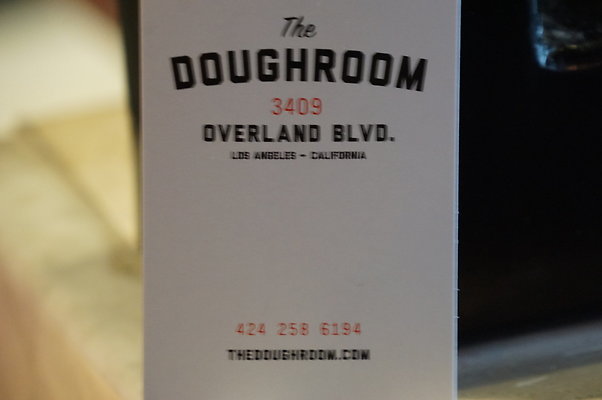 The
DOUGHROOM
3409
OVERLAND BLVD.
LOS ANGELES - CALIFORNIA
424 258 6194
THEDOUGHROOM.COM